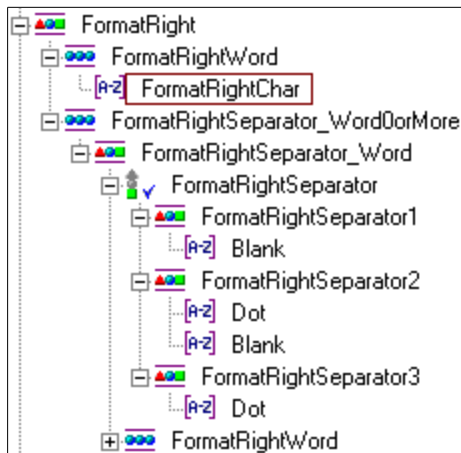 FormatRight
FormatRightWord
[A-Z] FormatRightChar
FormatRightSeparator_Word0orMore
FormatRightSeparator_Word
FormatRightSeparator
FormatRightSeparator1
[A-Z] Blank
FormatRightSeparator2
[A-Z] Dot
[A-Z] Blank
FormatRightSeparator3
[A-Z] Dot
FormatRightWord